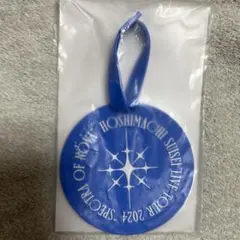 HOSHIMACHI SUISEI LIVE TOUR 2024 "SPECTRA OF NOVA"